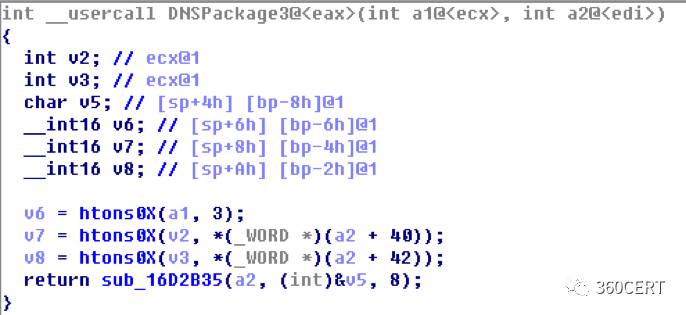 int __usercall DNSPackage3@<eax>(int a1@<ecx>, int a2@<edi>)
{
int v2; // ecx@1
int v3; // ecx@1
char v5; // [sp+4h] [bp-8h]@1
__int16 v6; // [sp+6h] [bp-6h]@1
__int16 v7; // [sp+8h] [bp-4h]@1
__int16 v8; // [sp+Ah] [bp-2h]@1
v6 = htons0X(a1, 3);
v7 = htons0X(v2, *(_WORD *)(a2 + 40));
v8 = htons0X(v3, *(_WORD *)(a2 + 42));
return sub_16D2B35(a2, (int)&v5, 8);
}
360CERT